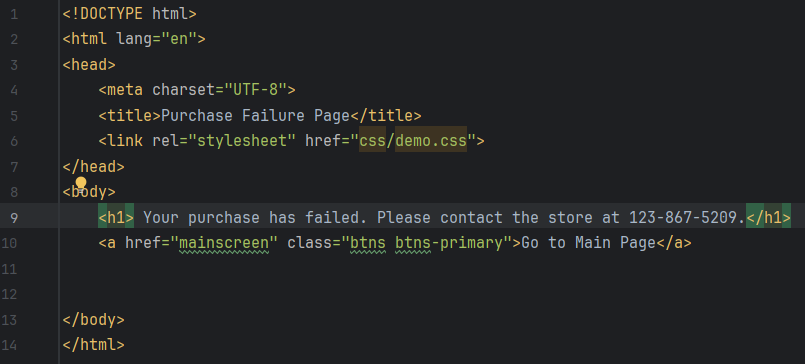 1 <!DOCTYPE html>
2 <html lang="en">
3 <head>
4     <meta charset="UTF-8">
5     <title>Purchase Failure Page</title>
6     <link rel="stylesheet" href="css/demo.css">
7 </head>
8 <body>
9     <h1> Your purchase has failed. Please contact the store at 123-867-5209.</h1>
10     <a href="mainscreen" class="btns btns-primary">Go to Main Page</a>
11
12
13 </body>
14 </html>